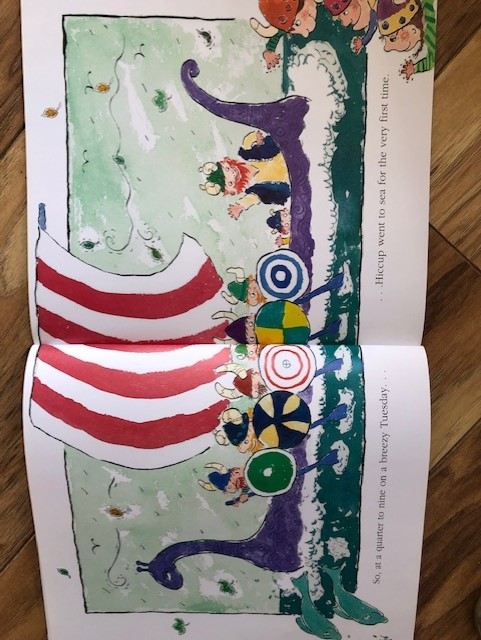 So, at a quarter to nine on a breezy Tuesday. . .
. . .Hiccup went to sea for the very first time.